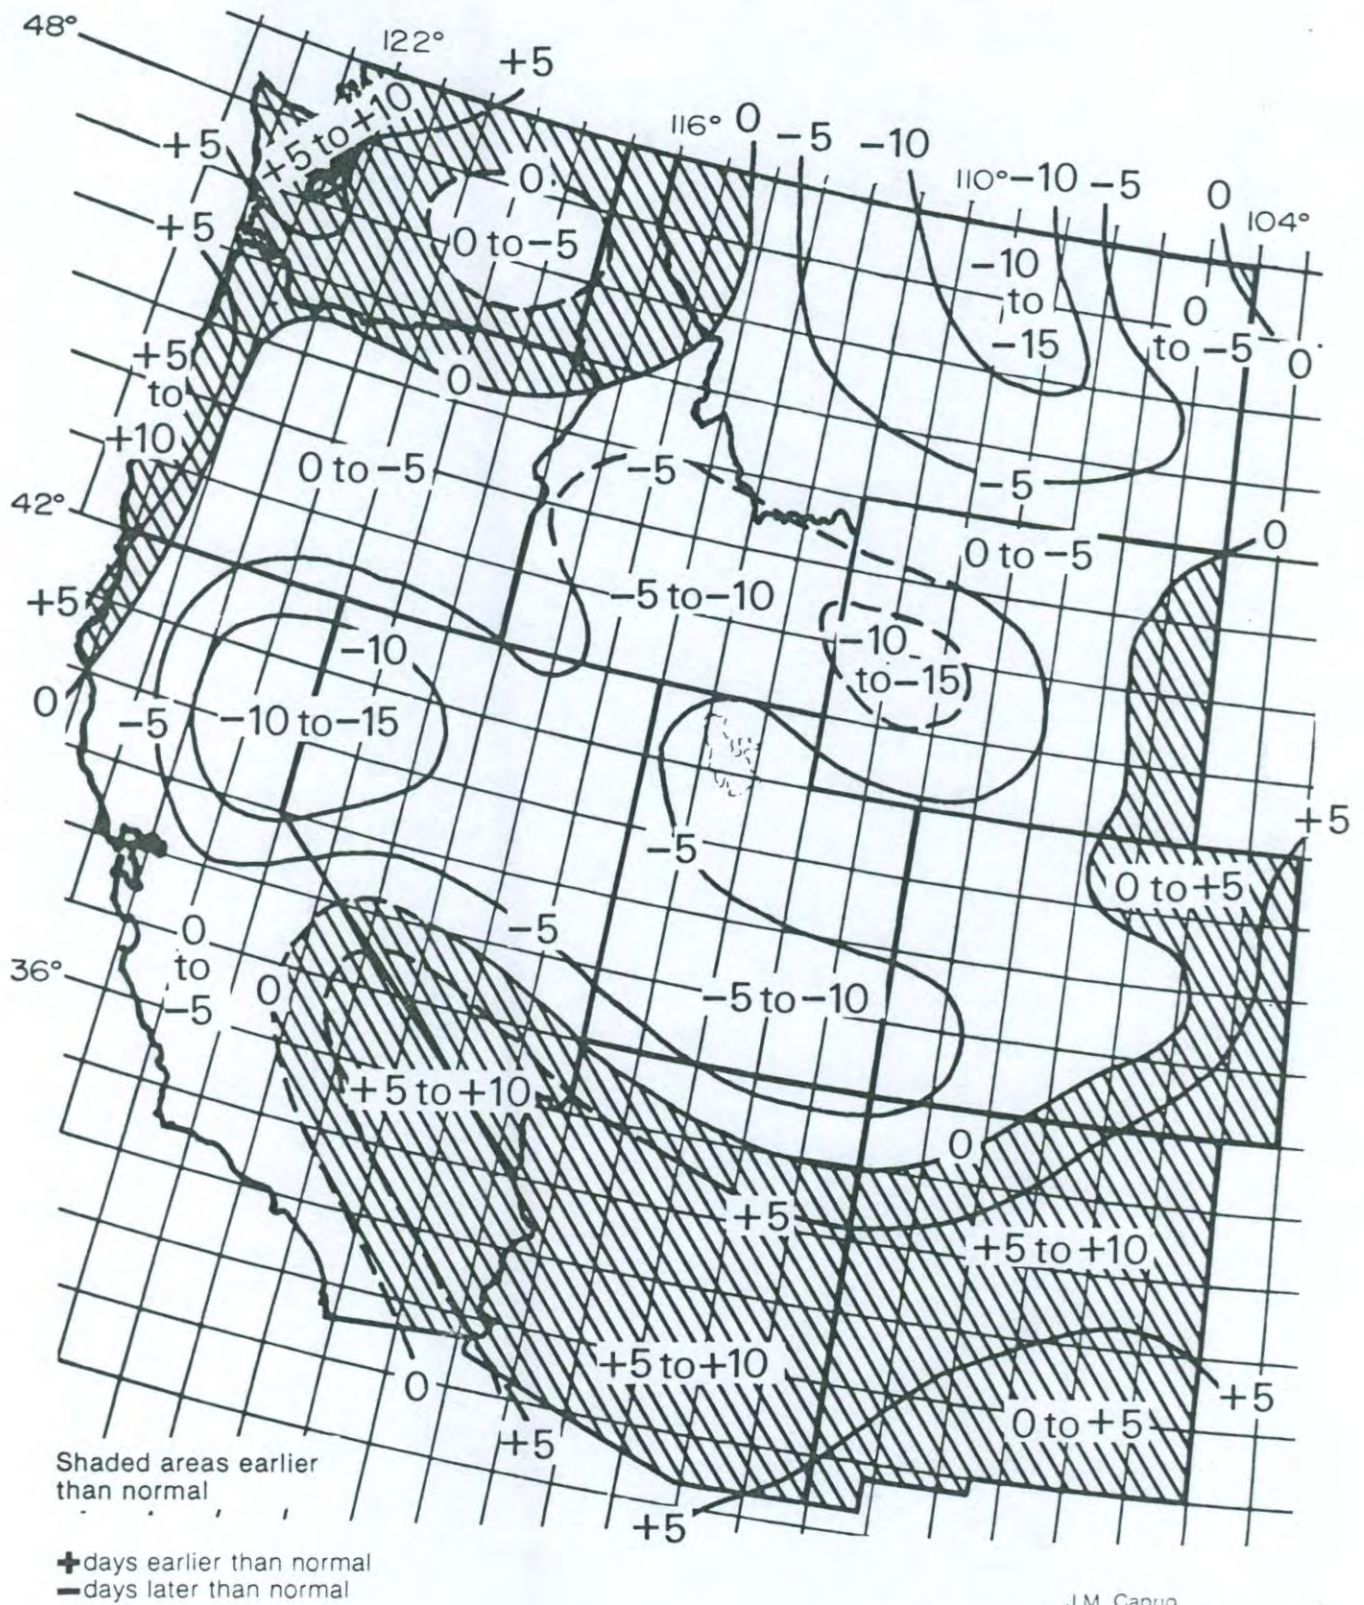 48°
122°
+5
+5 to +10
116°
0
-5
-10
110°
-10
-5
0
104°
+5
0
+5
0 to -5
-10
to
-15
0
to -5
0
+5
to
+10
0
0 to -5
-5
-5
42°
0
0 to -5
+5
-5 to -10
-10
to -15
-10
0
-5
-10 to -15
+5
-5
0 to +5
-5
0
to
-5
36°
0
-5 to -10
+5 to +10
0
+5
+5 to +10
+5 to +10
0
+5
0 to +5
+5
+5
Shaded areas earlier
than normal
+days earlier than normal
-days later than normal
J.M. Caprio